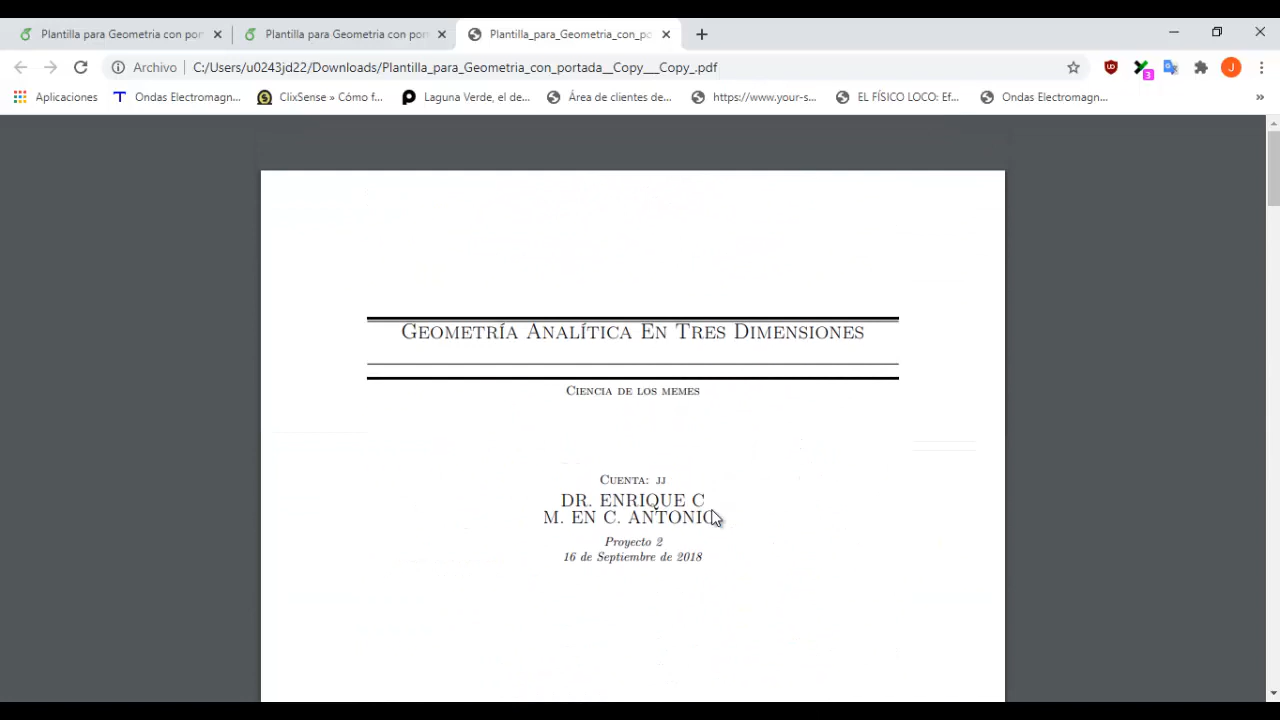 Plantilla para Geometria con por
Plantilla para Geometria con por
Plantilla_para_Geometria_con_po
Archivo
C:/Users/u0243jd22/Downloads/Plantilla_para_Geometria_con_portada__Copy___Copy_.pdf
J
3
Aplicaciones
Ondas Electromagn...
ClixSense » Cómo f...
Laguna Verde, el de...
Área de clientes de...
https://www.your-s...
EL FÍSICO LOCO: Ef...
Ondas Electromagn...
»
Geometría Analítica En Tres Dimensiones
Ciencia de los memes
Cuenta: jj
DR. ENRIQUE C
M. EN C. ANTONIO
Proyecto 2
16 de Septiembre de 2018